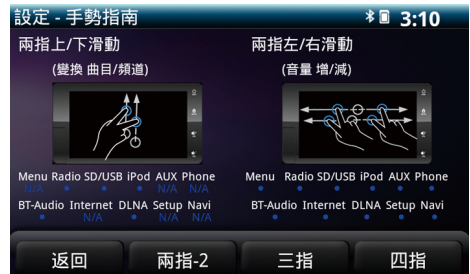 設定 - 手勢指南
3:10
兩指上/下滑動
(變換 曲目/頻道)
Menu Radio SD/USB iPod AUX Phone
N/A N/A N/A
BT-Audio Internet DLNA Setup Navi
N/A N/A N/A
兩指左/右滑動
(音量 增/減)
Menu Radio SD/USB iPod AUX Phone
BT-Audio Internet DLNA Setup Navi
返回
兩指-2
三指
四指